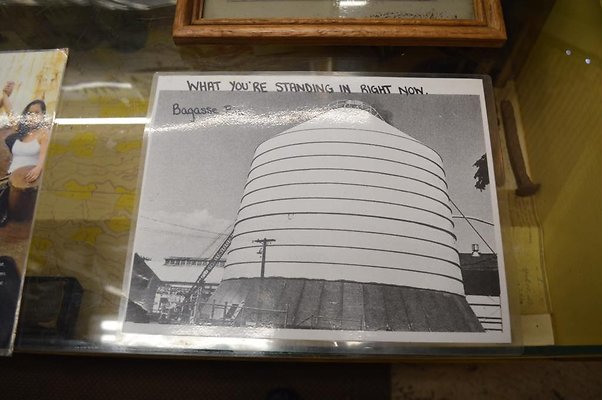 WHAT YOU'RE STANDING IN RIGHT NOW.
Bagasse